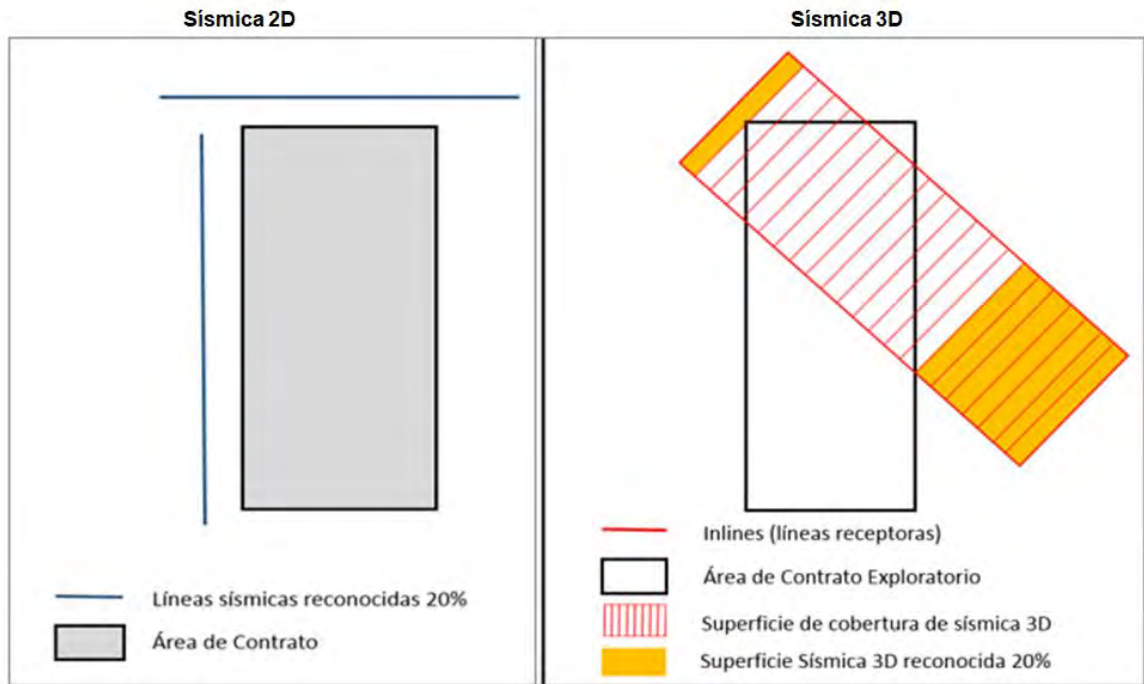 Sísmica 2D
Líneas sísmicas reconocidas 20%
Área de Contrato
Sísmica 3D
Inlines (líneas receptoras)
Área de Contrato Exploratorio
Superficie de cobertura de sísmica 3D
Superficie Sísmica 3D reconocida 20%